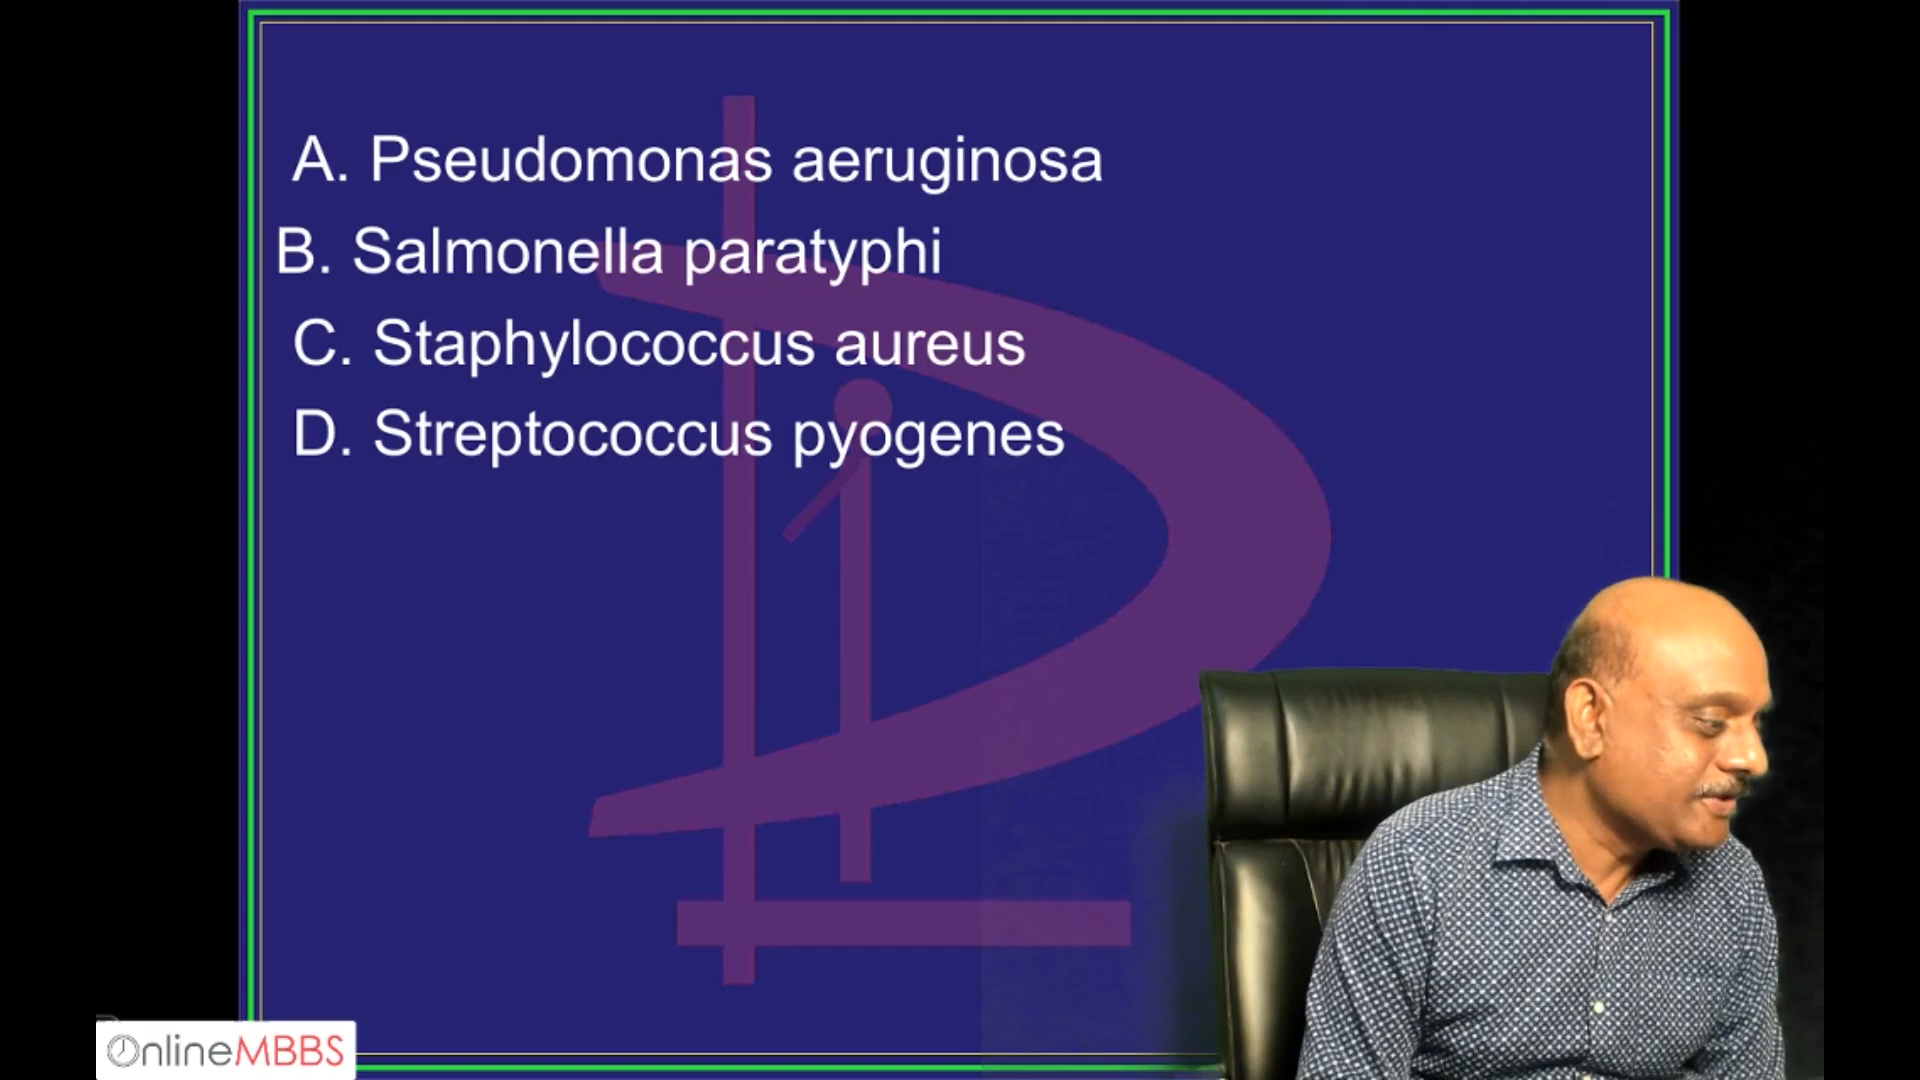 A. Pseudomonas aeruginosa
B. Salmonella paratyphi
C. Staphylococcus aureus
D. Streptococcus pyogenes
OnlineMBBS